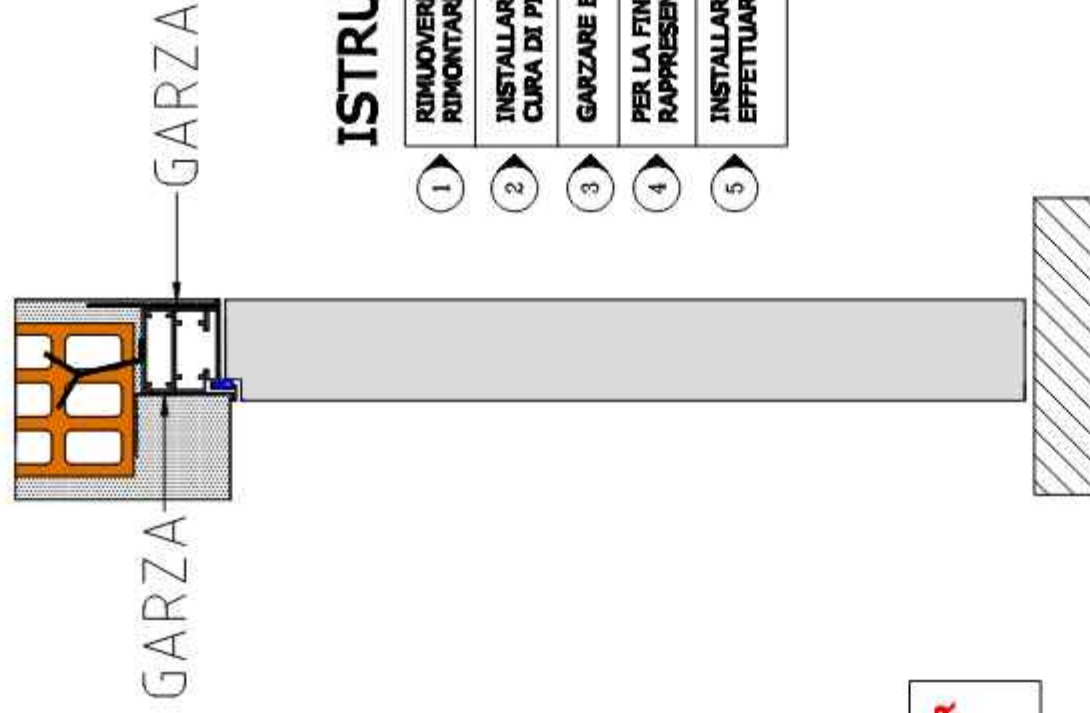 GARZA
GARZA
ISTRU
1
RIMUOVER
RIMONTAR
2
INSTALLAR
CURA DI P
3
GARZARE E
4
PER LA FIN
RAPPRESEN
5
INSTALLAR
EFFETTUAR